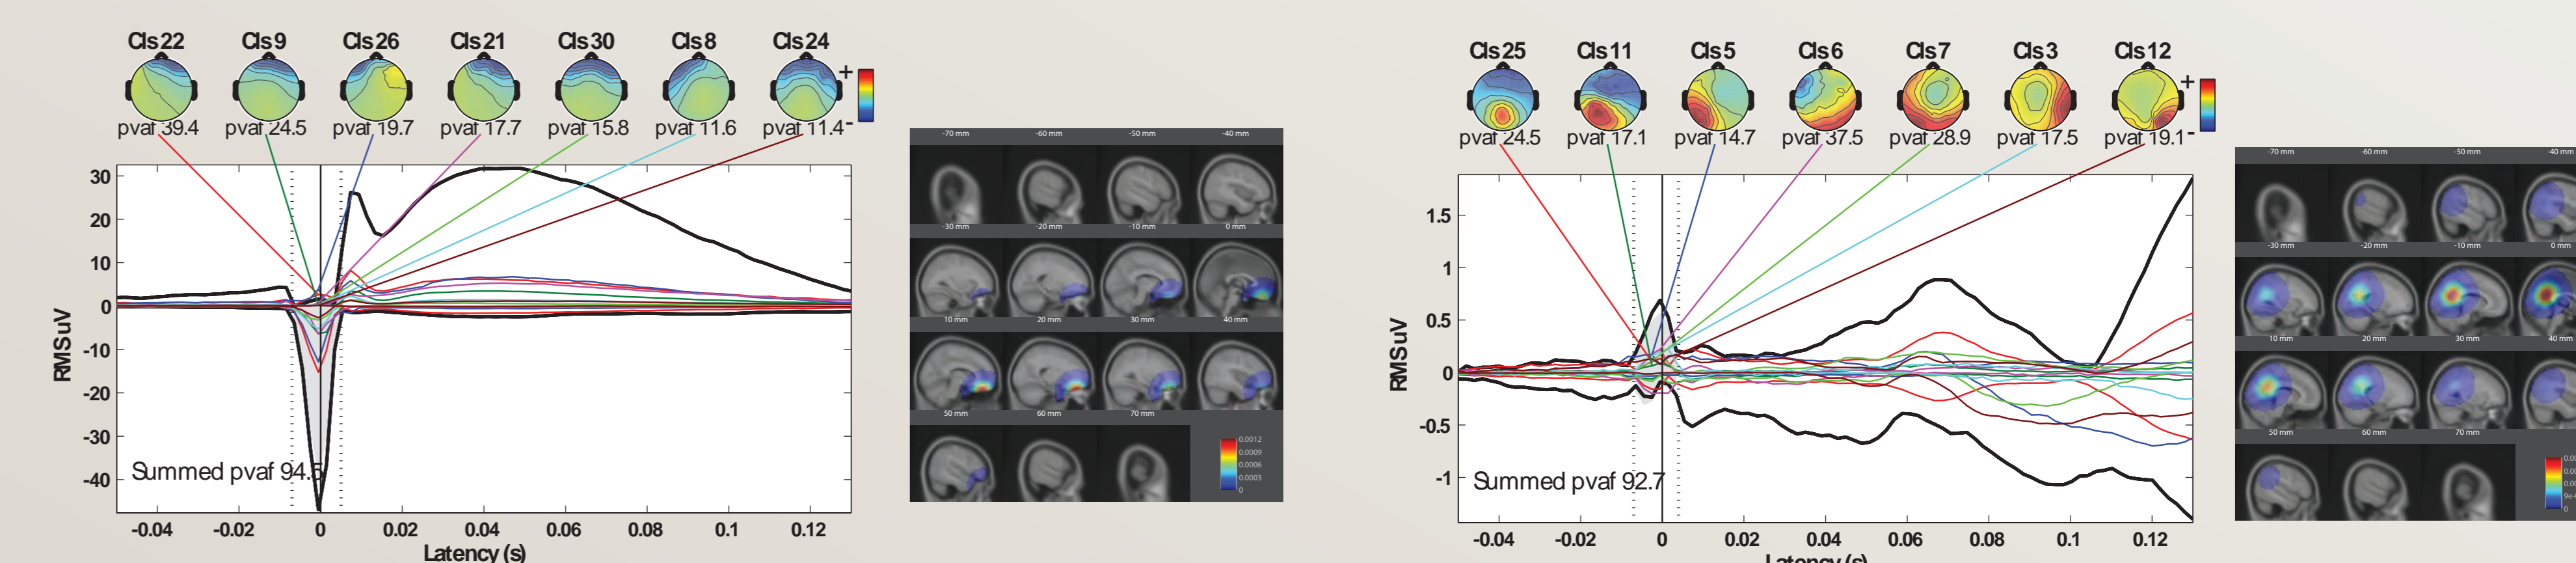 Cls22 Cls9 Cls26 Cls21 Cls30 Cls8 Cls24
+
pvaf 39.4 pvaf 24.5 pvaf 19.7 pvaf 17.7 pvaf 15.8 pvaf 11.6 pvaf 11.4 -
30
20
10
0
-10
-20
-30
-40
RMSuV
Summed pvaf 94.5
-0.04 -0.02 0 0.02 0.04 0.06 0.08 0.1 0.12
Latency (s)
-70 mm -60 mm -50 mm -40 mm
-30 mm -20 mm -10 mm 0 mm
10 mm 20 mm 30 mm 40 mm
50 mm 60 mm 70 mm
0.0012
0.0009
0.0006
0.0003
0
Cls25 Cls11 Cls5 Cls6 Cls7 Cls3 Cls12
+
pvaf 24.5 pvaf 17.1 pvaf 14.7 pvaf 37.5 pvaf 28.9 pvaf 17.5 pvaf 19.1 -
1.5
1
0.5
0
-0.5
-1
RMSuV
Summed pvaf 92.7
-0.04 -0.02 0 0.02 0.04 0.06 0.08 0.1 0.12
Latency (s)
-70 mm -60 mm -50 mm -40 mm
-30 mm -20 mm -10 mm 0 mm
10 mm 20 mm 30 mm 40 mm
50 mm 60 mm 70 mm
0